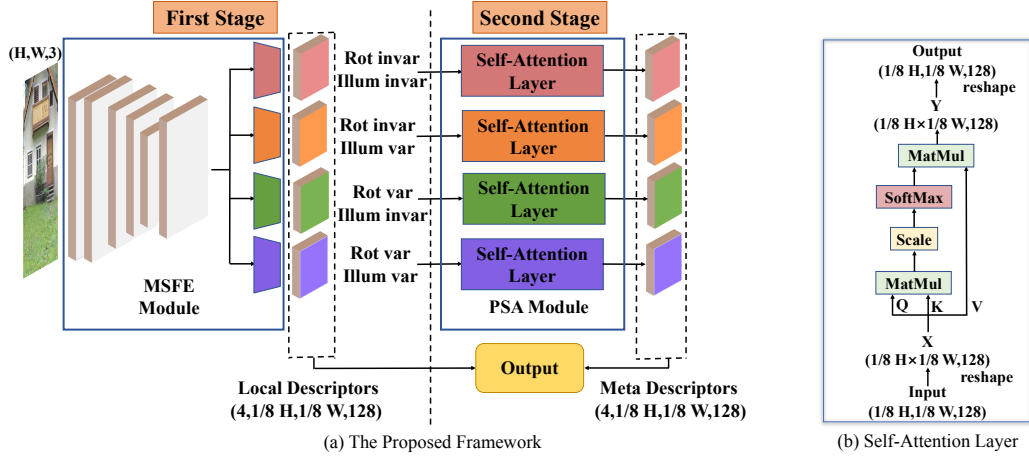 First Stage
Second Stage
(H,W,3)
MSFE
Module
Rot invar
Illum invar
Rot invar
Illum var
Rot var
Illum invar
Rot var
Illum var
Self-Attention
Layer
Self-Attention
Layer
Self-Attention
Layer
Self-Attention
Layer
PSA Module
Output
Local Descriptors
(4,1/8 H,1/8 W,128)
Meta Descriptors
(4,1/8 H,1/8 W,128)
(a) The Proposed Framework
Output
(1/8 H,1/8 W,128)
reshape
Y
(1/8 H×1/8 W,128)
MatMul
SoftMax
Scale
MatMul
Q
K
V
X
(1/8 H×1/8 W,128)
reshape
Input
(1/8 H,1/8 W,128)
(b) Self-Attention Layer